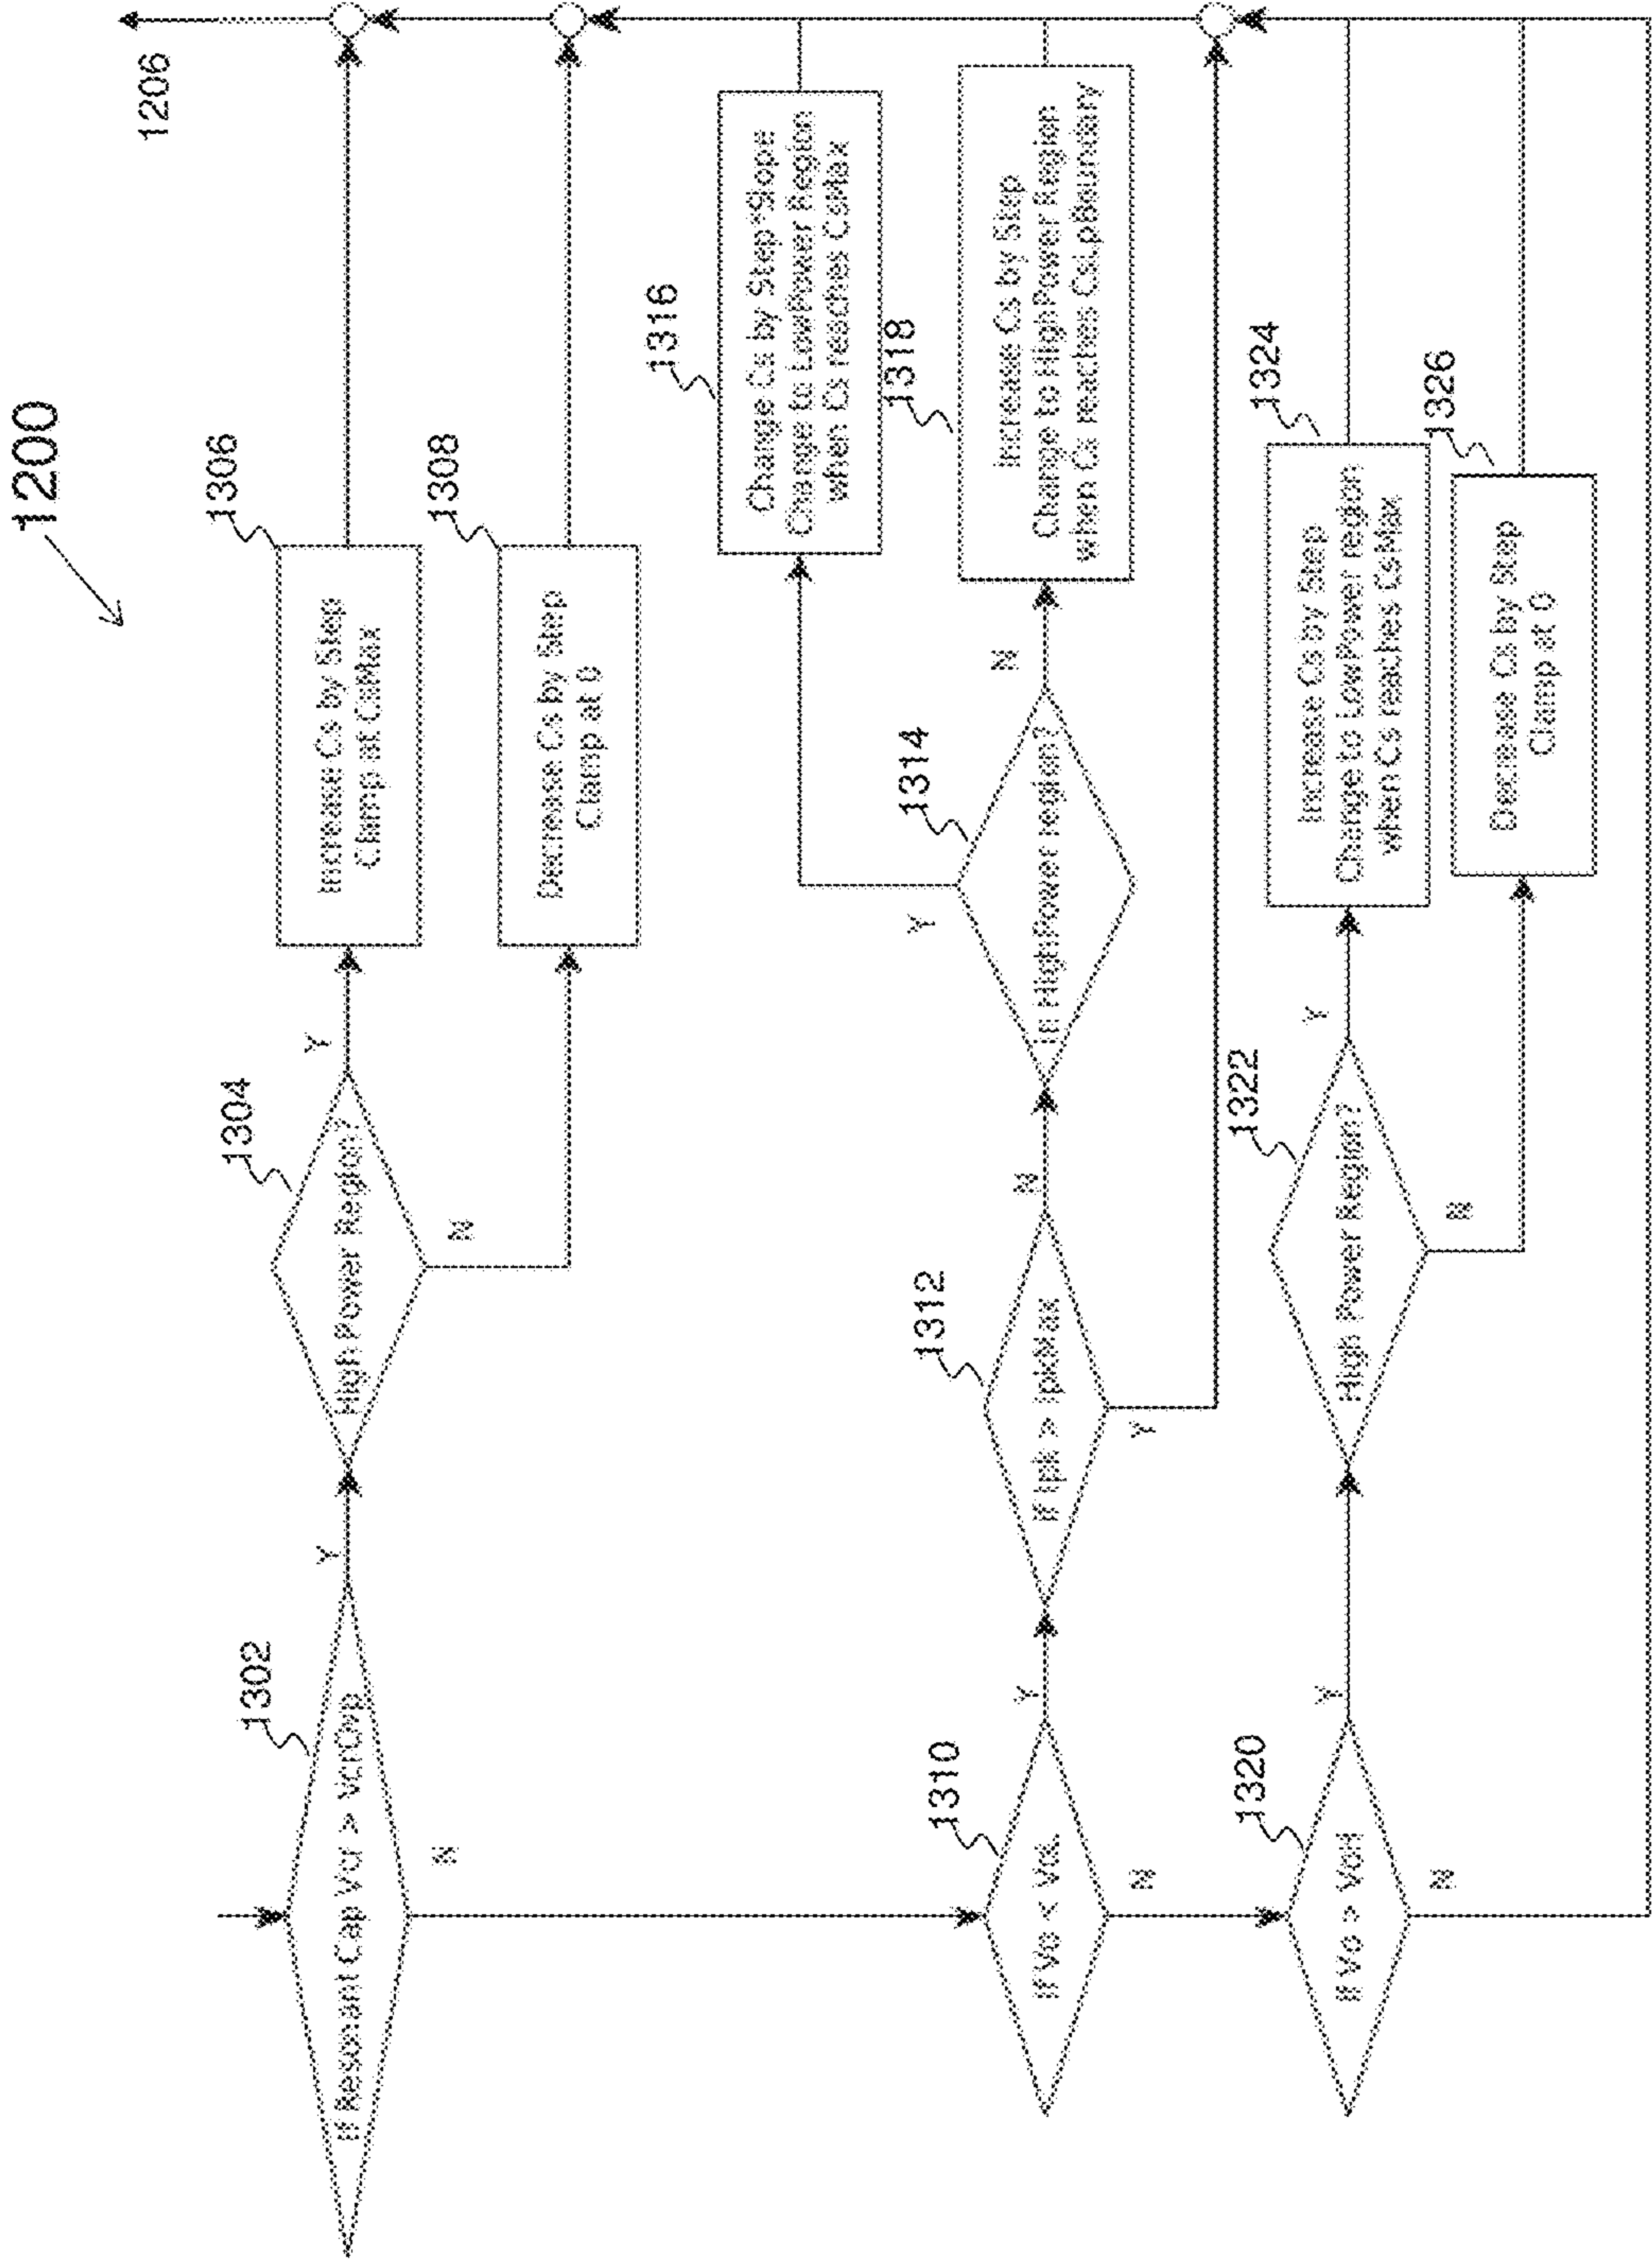 1200
1206
1302
If Resonant Cap Vcr > VcrOvp
Y
N
1304
High Power Region?
Y
N
1306
Increase Cs by Step
Clamp at CsMax
1308
Decrease Cs by Step
Clamp at 0
1310
If Vo < VoL
Y
N
1312
If Ipk > IpkMax
N
Y
1314
In HighPower region?
Y
N
1316
Change Cs by Step*Slope
Change to LowPower Region
when Cs reaches CsMax
1318
Increase Cs by Step
Change to HighPower Region
when Cs reaches CsLpBoundary
1320
If Vo > VoH
Y
N
1322
High Power Region?
Y
N
1324
Increase Cs by Step
Change to LowPower region
when Cs reaches CsMax
1326
Decrease Cs by Step
Clamp at 0